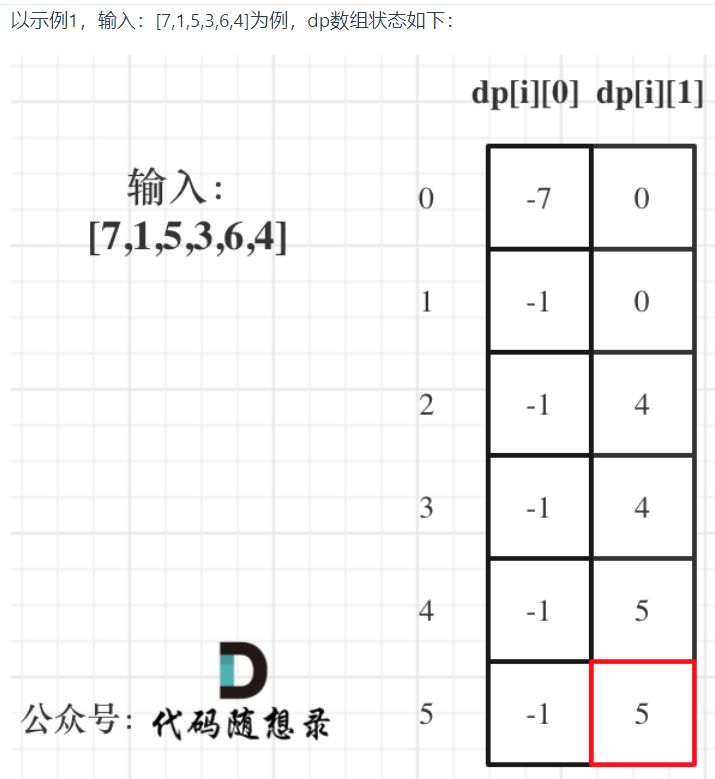 以示例1，输入：[7,1,5,3,6,4]为例，dp数组状态如下：
dp[i][0] dp[i][1]
输入：
[7,1,5,3,6,4]
0 -7 0
1 -1 0
2 -1 4
3 -1 4
4 -1 5
5 -1 5
D
公众号：代码随想录